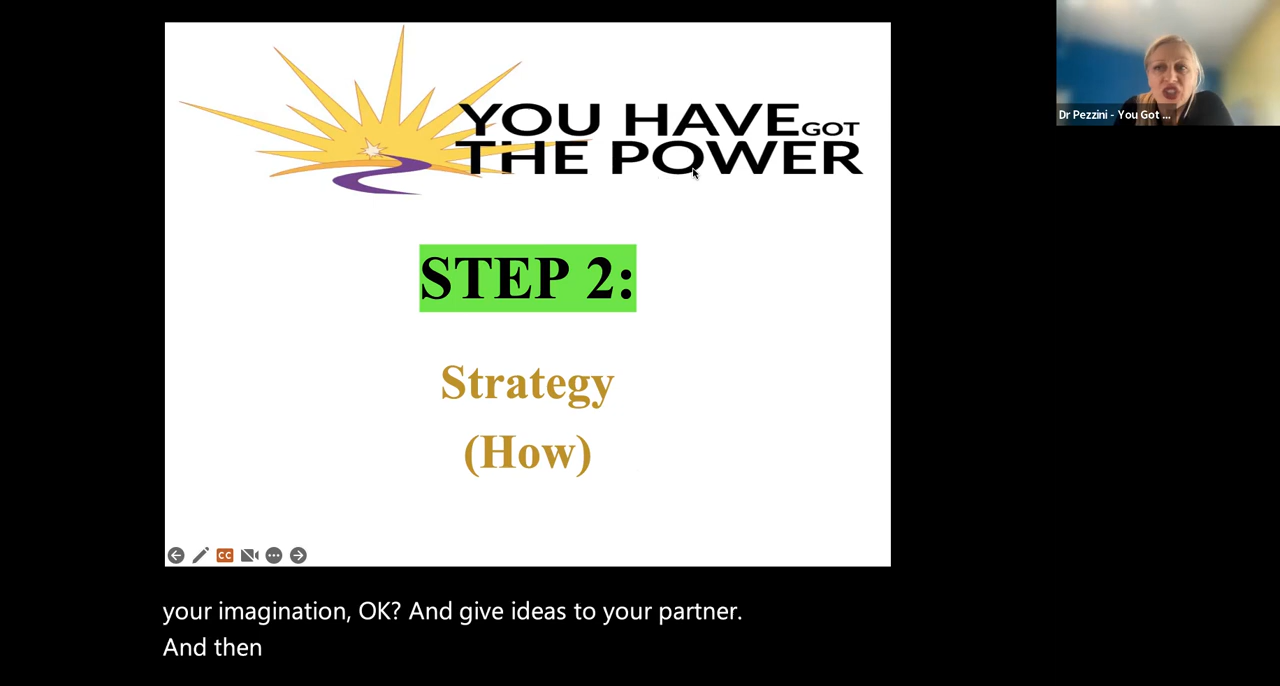 YOU HAVE GOT
THE POWER
Dr Pezzini - You Got ...
STEP 2:
Strategy
(How)
CC
your imagination, OK? And give ideas to your partner.
And then